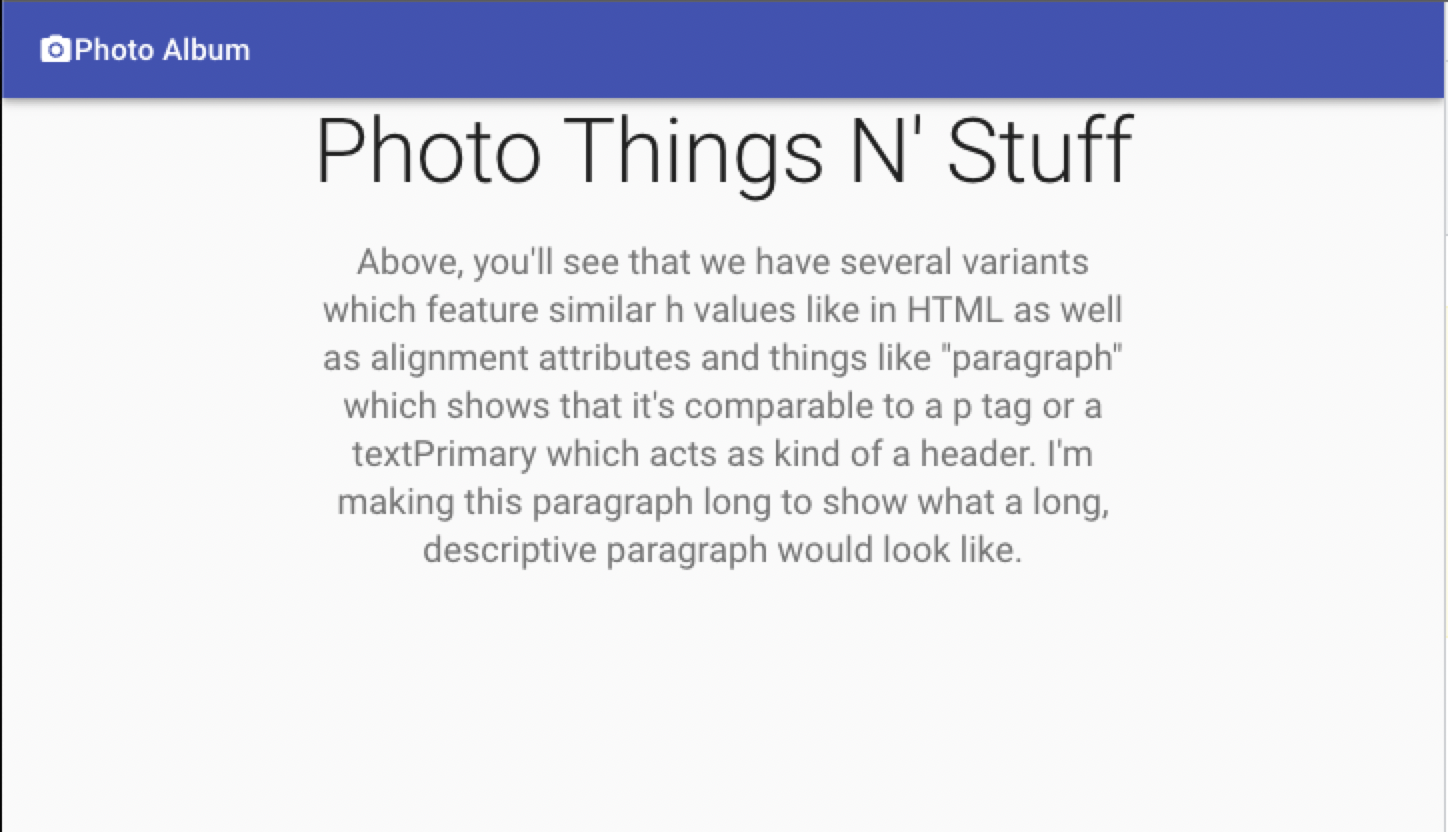 Photo Album
Photo Things N' Stuff
Above, you'll see that we have several variants
which feature similar h values like in HTML as well
as alignment attributes and things like "paragraph"
which shows that it's comparable to a p tag or a
textPrimary which acts as kind of a header. I'm
making this paragraph long to show what a long,
descriptive paragraph would look like.